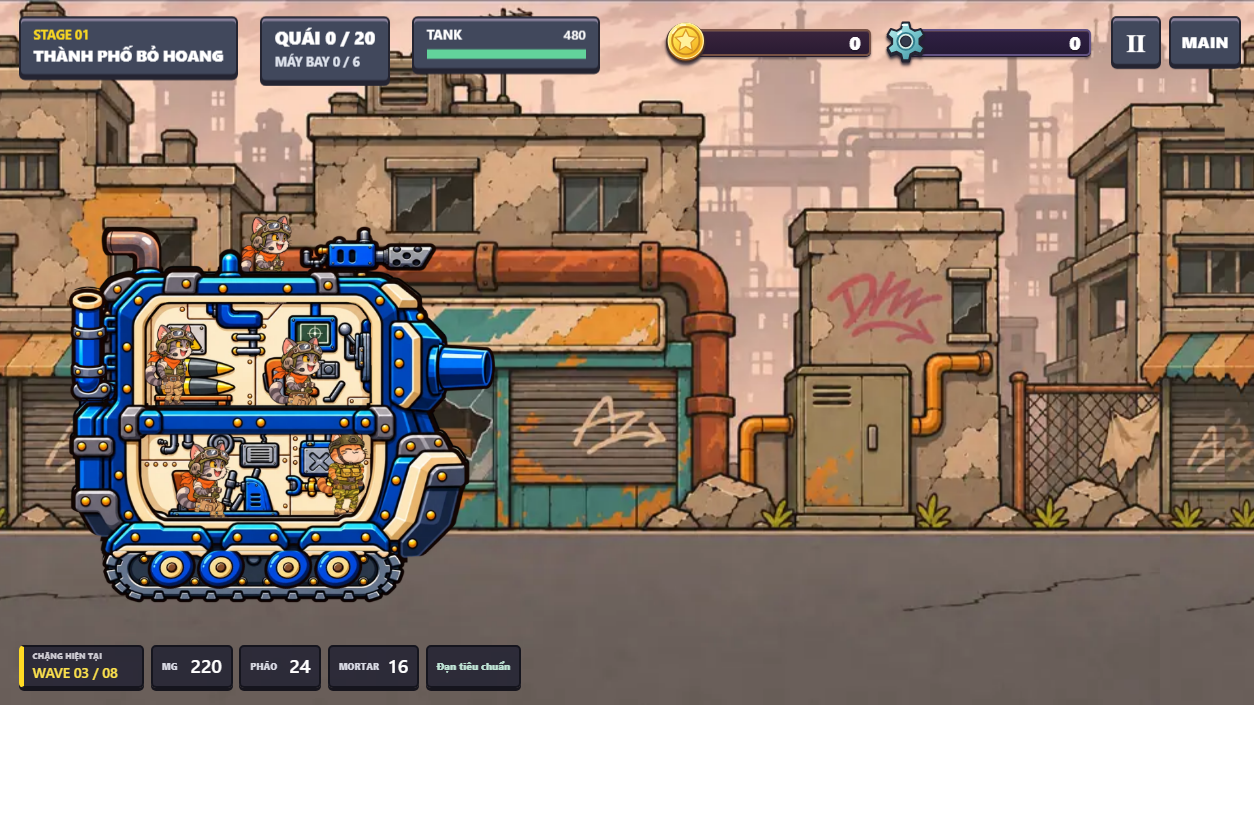 STAGE 01
THÀNH PHỐ BỎ HOANG
QUÁI 0 / 20
MÁY BAY 0 / 6
TANK 480
0
0
II
MAIN
CHẶNG HIỆN TẠI
WAVE 03 / 08
MG 220
PHÁO 24
MORTAR 16
Đạn tiêu chuẩn